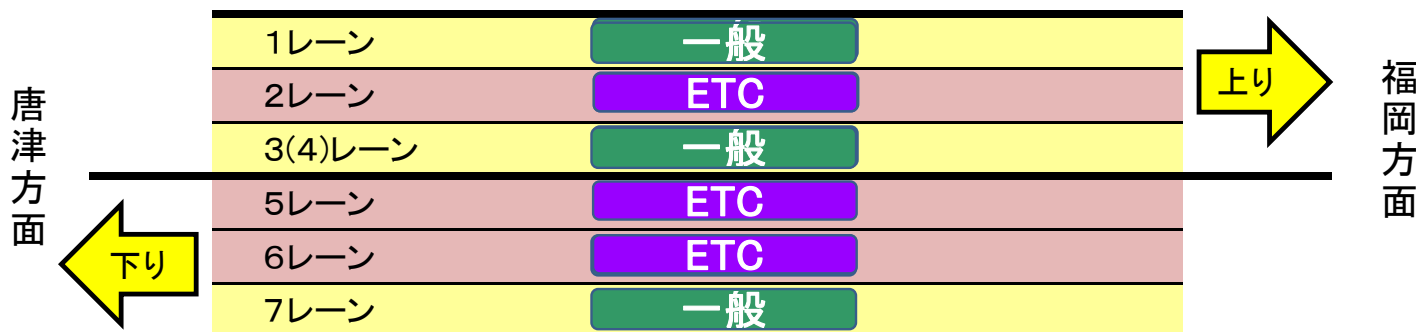 唐津方面
1レーン 一般
2レーン ETC
3(4)レーン 一般
5レーン ETC
6レーン ETC
7レーン 一般
上り
下り
福岡方面